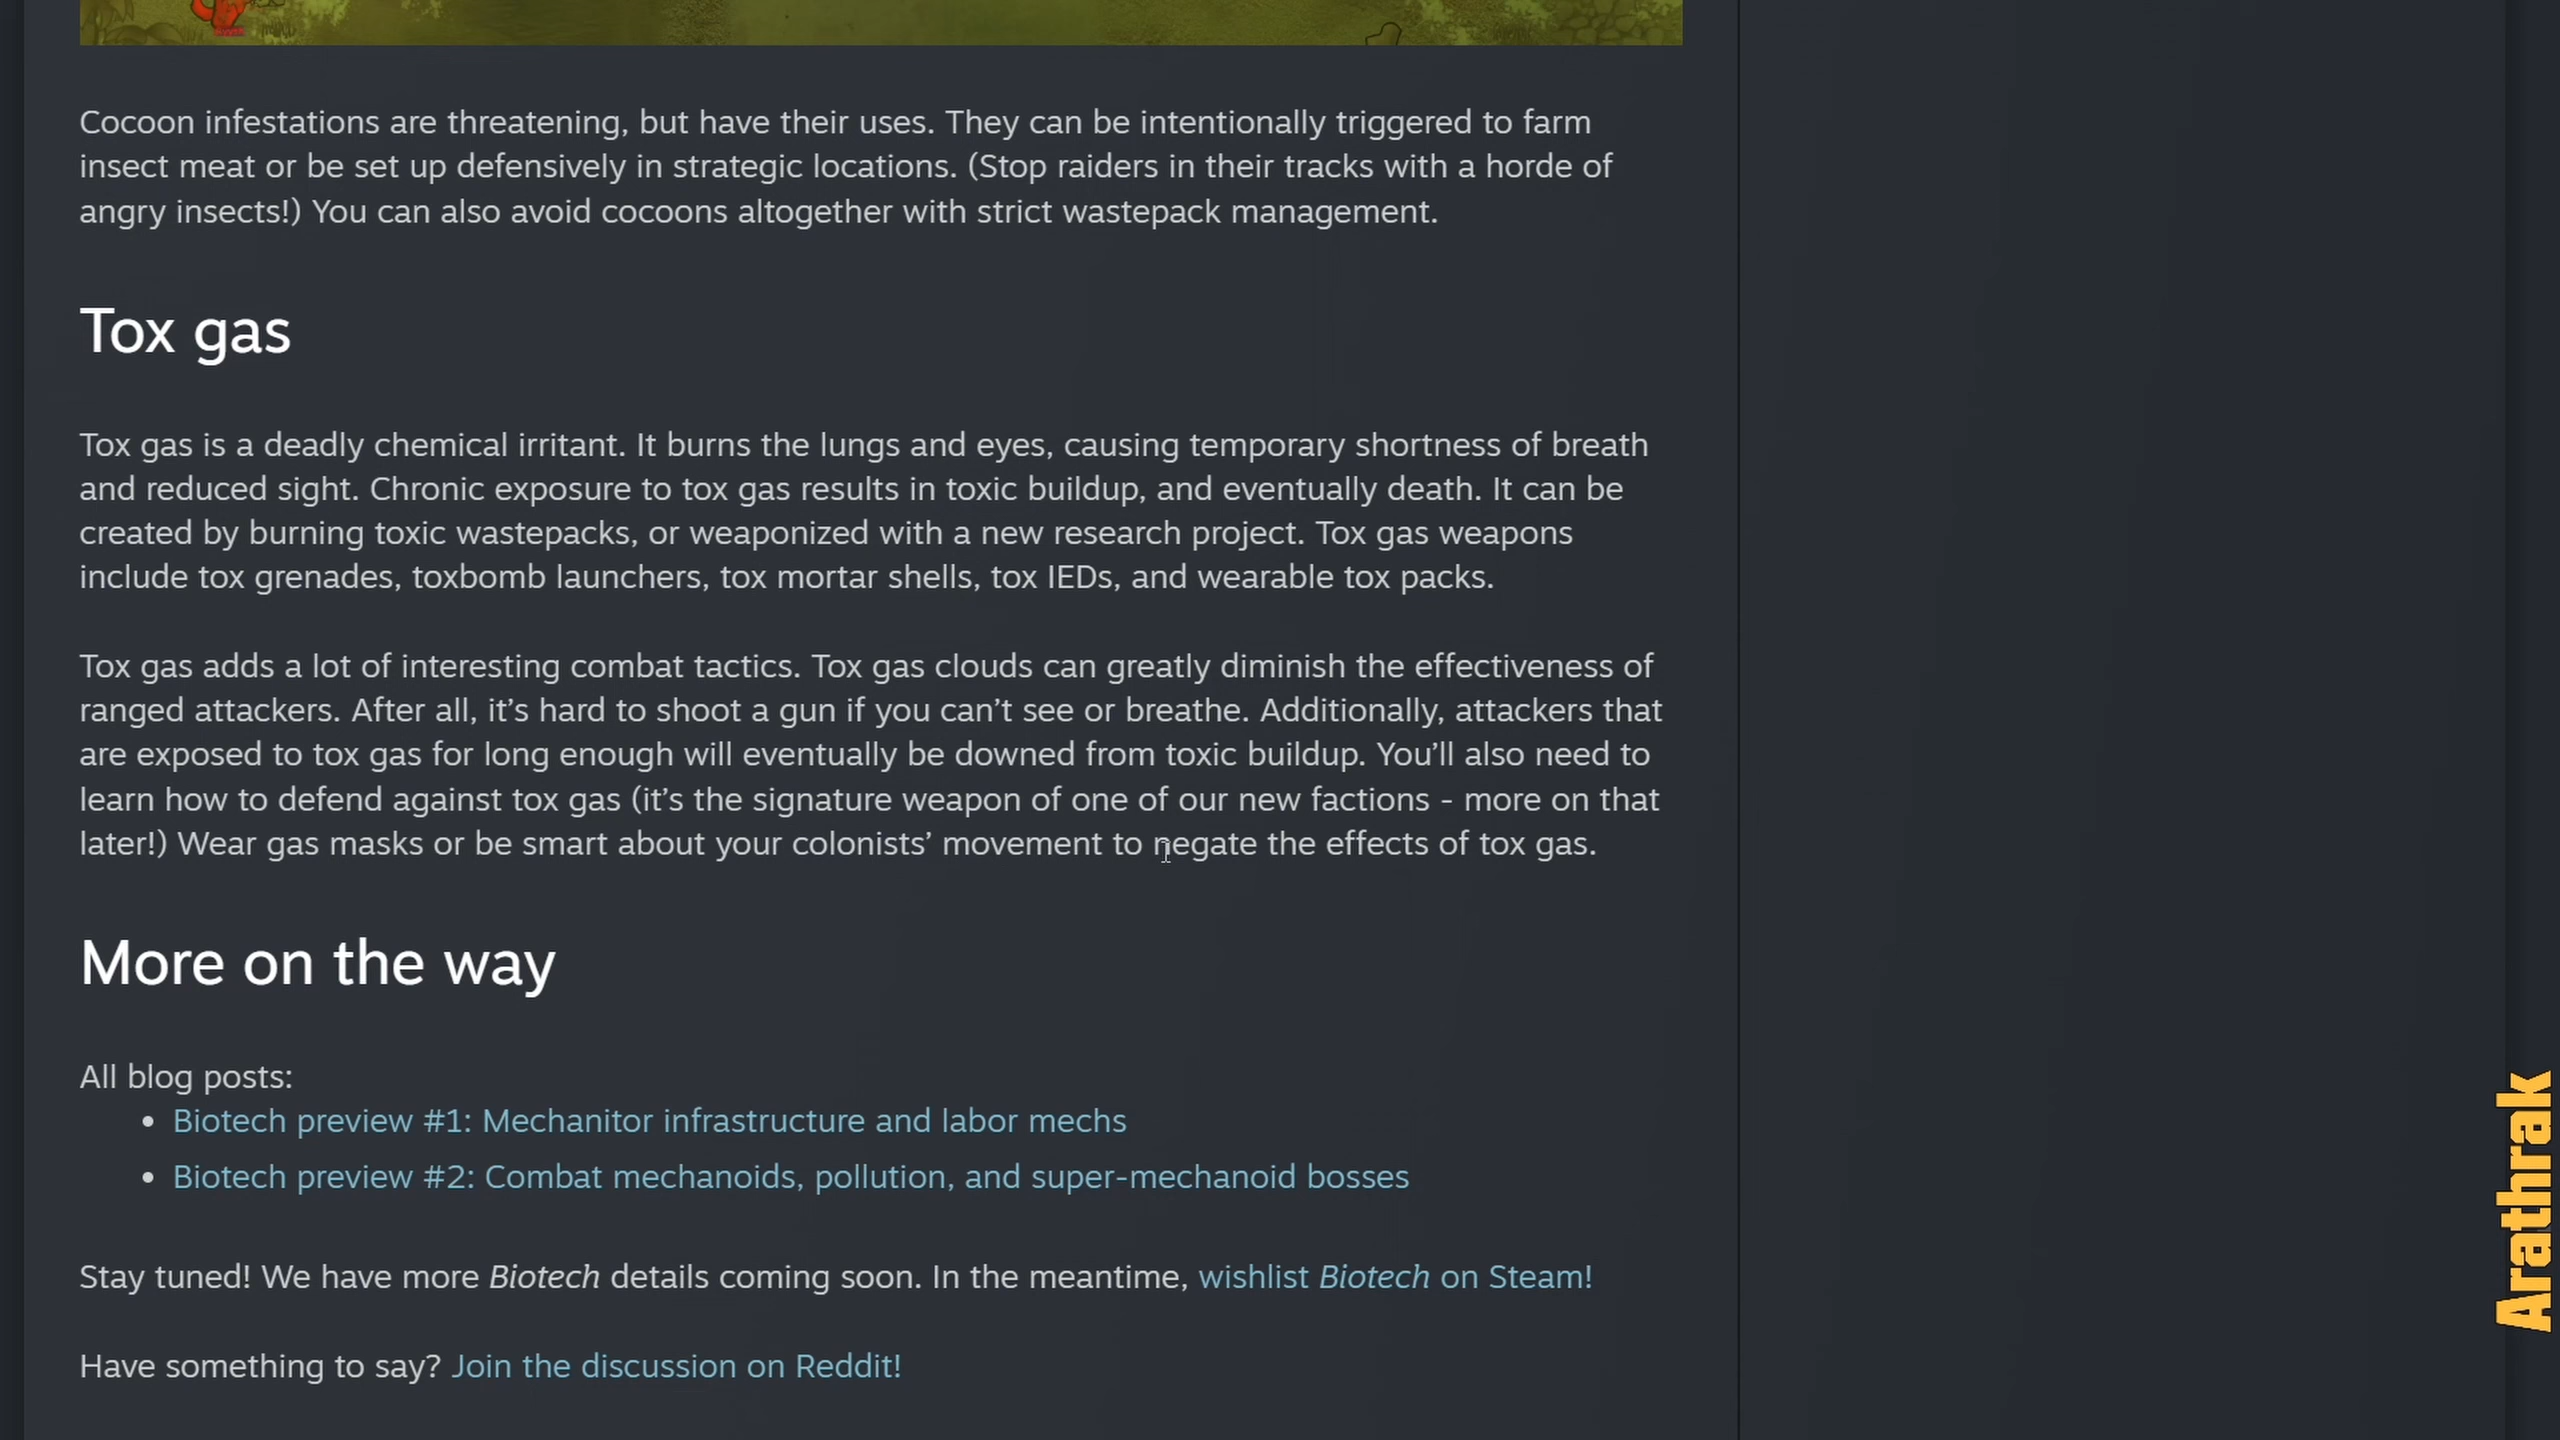 Cocoon infestations are threatening, but have their uses. They can be intentionally triggered to farm
insect meat or be set up defensively in strategic locations. (Stop raiders in their tracks with a horde of
angry insects!) You can also avoid cocoons altogether with strict wastepack management.
Tox gas
Tox gas is a deadly chemical irritant. It burns the lungs and eyes, causing temporary shortness of breath
and reduced sight. Chronic exposure to tox gas results in toxic buildup, and eventually death. It can be
created by burning toxic wastepacks, or weaponized with a new research project. Tox gas weapons
include tox grenades, toxbomb launchers, tox mortar shells, tox IEDs, and wearable tox packs.
Tox gas adds a lot of interesting combat tactics. Tox gas clouds can greatly diminish the effectiveness of
ranged attackers. After all, it’s hard to shoot a gun if you can’t see or breathe. Additionally, attackers that
are exposed to tox gas for long enough will eventually be downed from toxic buildup. You’ll also need to
learn how to defend against tox gas (it’s the signature weapon of one of our new factions - more on that
later!) Wear gas masks or be smart about your colonists’ movement to negate the effects of tox gas.
More on the way
All blog posts:
• Biotech preview #1: Mechanitor infrastructure and labor mechs
• Biotech preview #2: Combat mechanoids, pollution, and super-mechanoid bosses
Stay tuned! We have more Biotech details coming soon. In the meantime, wishlist Biotech on Steam!
Have something to say? Join the discussion on Reddit!
Arathrak